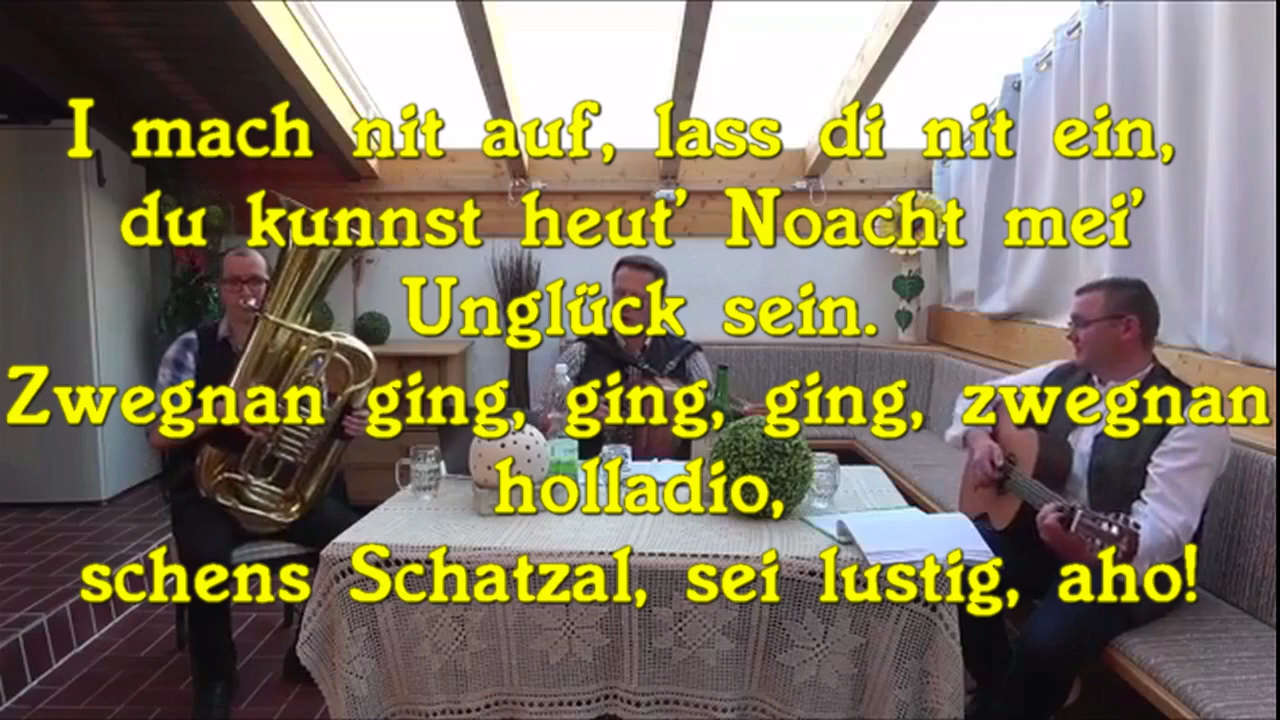 I mach nit auf, lass di nit ein,
du kunnst heut' Noacht mei'
Unglück sein.
Zwegnan ging, ging, ging, zwegnan
holladio,
schens Schatzal, sei lustig, aho!